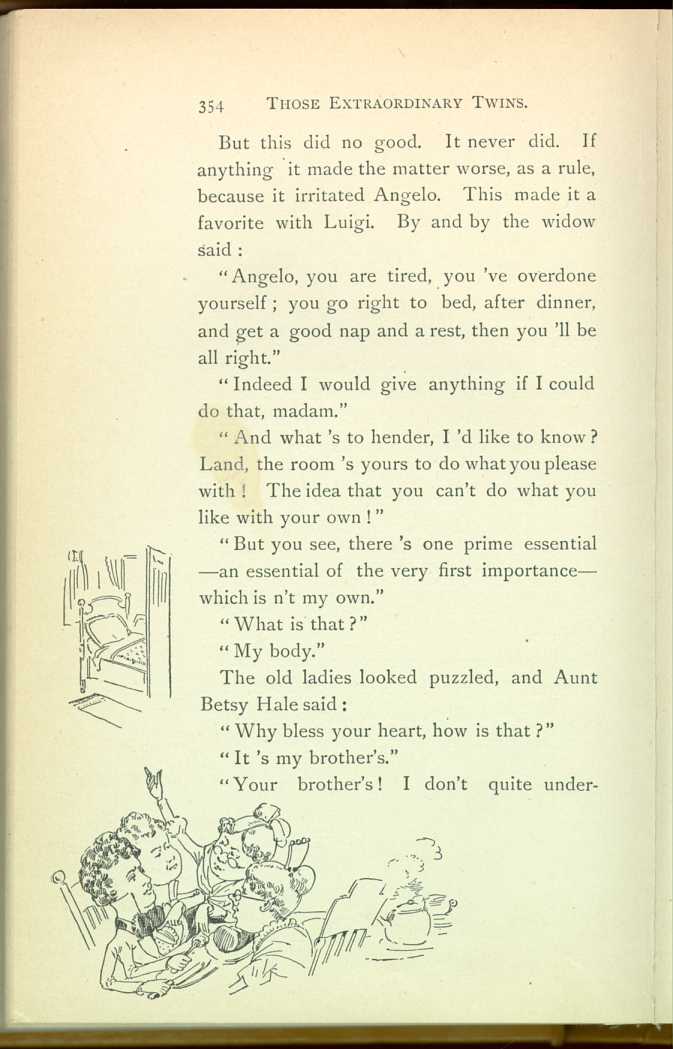 354 THOSE EXTRAORDINARY TWINS.
But this did no good. It never did. If
anything it made the matter worse, as a rule,
because it irritated Angelo. This made it a
favorite with Luigi. By and by the widow
said :
“Angelo, you are tired, you 've overdone
yourself ; you go right to bed, after dinner,
and get a good nap and a rest, then you 'll be
all right.”
“Indeed I would give anything if I could
do that, madam.”
“And what 's to hender, I 'd like to know?
Land, the room 's yours to do what you please
with ! The idea that you can't do what you
like with your own !”
“But you see, there 's one prime essential
—an essential of the very first importance—
which is n't my own.”
“What is that ?”
“My body.”
The old ladies looked puzzled, and Aunt
Betsy Hale said :
“Why bless your heart, how is that ?”
“It 's my brother's.”
“Your brother's! I don't quite under-